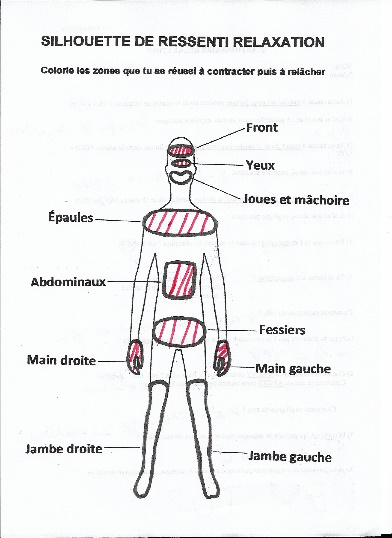 SILHOUETTE DE RESSENTI RELAXATION
Colorie les zones que tu as réussi à contracter puis à relâcher
Front
Yeux
Joues et mâchoire
Épaules
Abdominaux
Fessiers
Main droite
Main gauche
Jambe droite
Jambe gauche